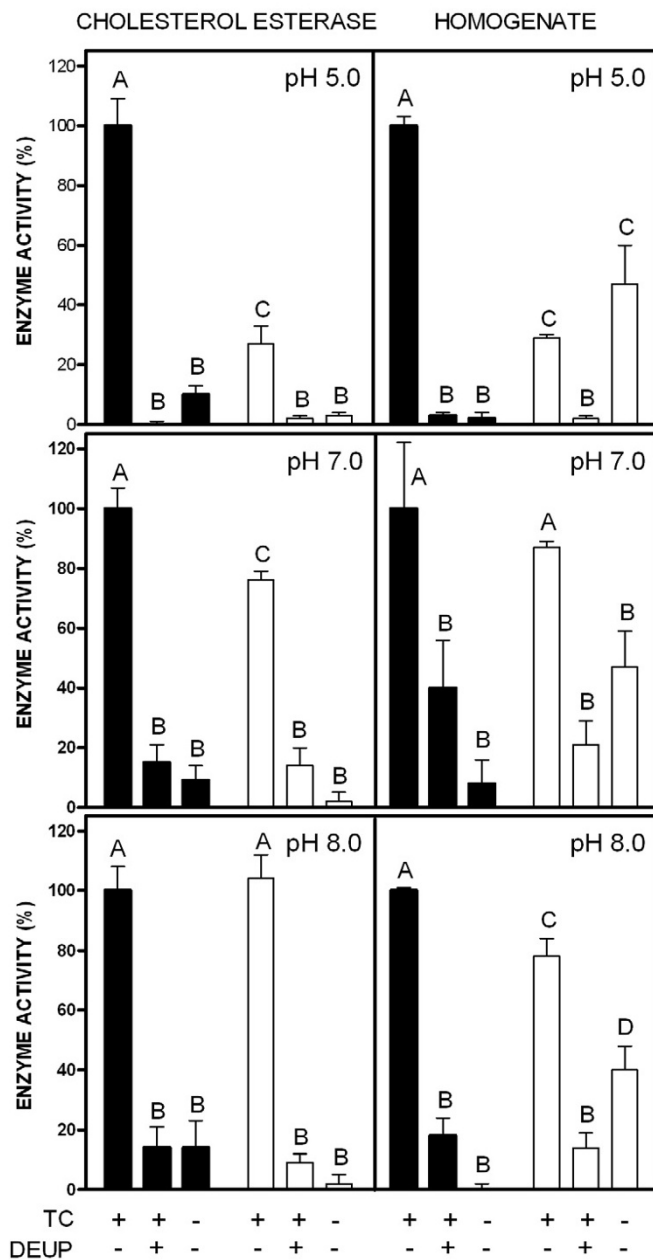 CHOLESTEROL ESTERASE HOMOGENATE
120 A pH 5.0 A pH 5.0
100
80
60
40 C C C
20 B B B B B B B
0
ENZYME ACTIVITY (%)
120 A pH 7.0 A pH 7.0
100 A
80 C
60 B B
40
20 B B B B B B
0
ENZYME ACTIVITY (%)
120 A A pH 8.0 A pH 8.0
100
80 C
60 D
40
20 B B B B B B B
0
ENZYME ACTIVITY (%)
TC + + - + + - + + - + + -
DEUP - + - - + - - + - - + -